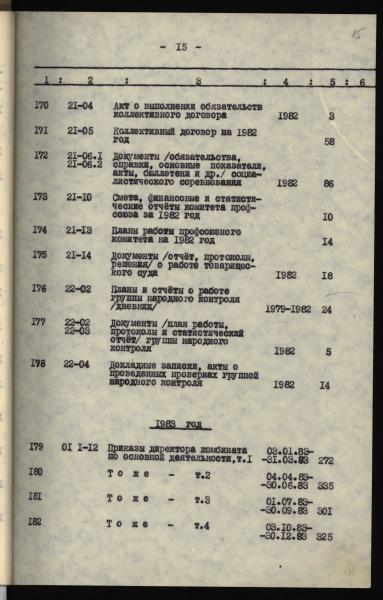 15
- 15 -
1 : 2 : 3 : 4 : 5 : 6
170 21-04 Акт о выполнении обязательств
коллективного договора 1982 3
171 21-05 Коллективный договор на 1982
год 58
172 21-06.1 Документы /обязательства,
21-06.2 справки, основные показатели,
акты, бюллетени и др./ социа-
листического соревнования 1982 86
173 21-10 Смета, финансовые и статисти-
ческие отчёты комитета проф-
союза за 1982 год 10
174 21-13 Планы работы профсоюзного
комитета на 1982 год 14
175 21-14 Документы /отчёт, протоколы,
решения/ о работе товарищес-
кого суда 1982 18
176 22-02 Планы и отчёты о работе
группы народного контроля
/дневник/ 1979-1982 24
177 22-02 Документы /план работы,
22-03 протоколы и статистический
отчёт/ группы народного
контроля 1982 5
178 22-04 Докладные записки, акты о
проведенных проверках группой
народного контроля 1982 14
1983 год
179 01 1-12 Приказы директора комбината 03.01.83-
по основной деятельности, т.1 -31.03.83 272
180 То же - т.2 04.04.83-
-30.06.83 335
181 То же - т.3 01.07.83-
-30.09.83 301
182 То же - т.4 03.10.83-
-30.12.83 325